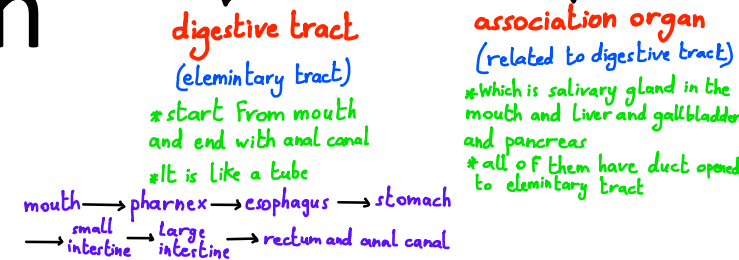 n
digestive tract
(elemintary tract)
*start from mouth
and end with anal canal
*It is like a tube
mouth → pharnex → esophagus → stomach
→ small intestine → Large intestine → rectum and anal canal
association organ
(related to digestive tract)
*Which is salivary gland in the
mouth and liver and gallbladder
and pancreas
*all of them have duct opened
to elemintary tract